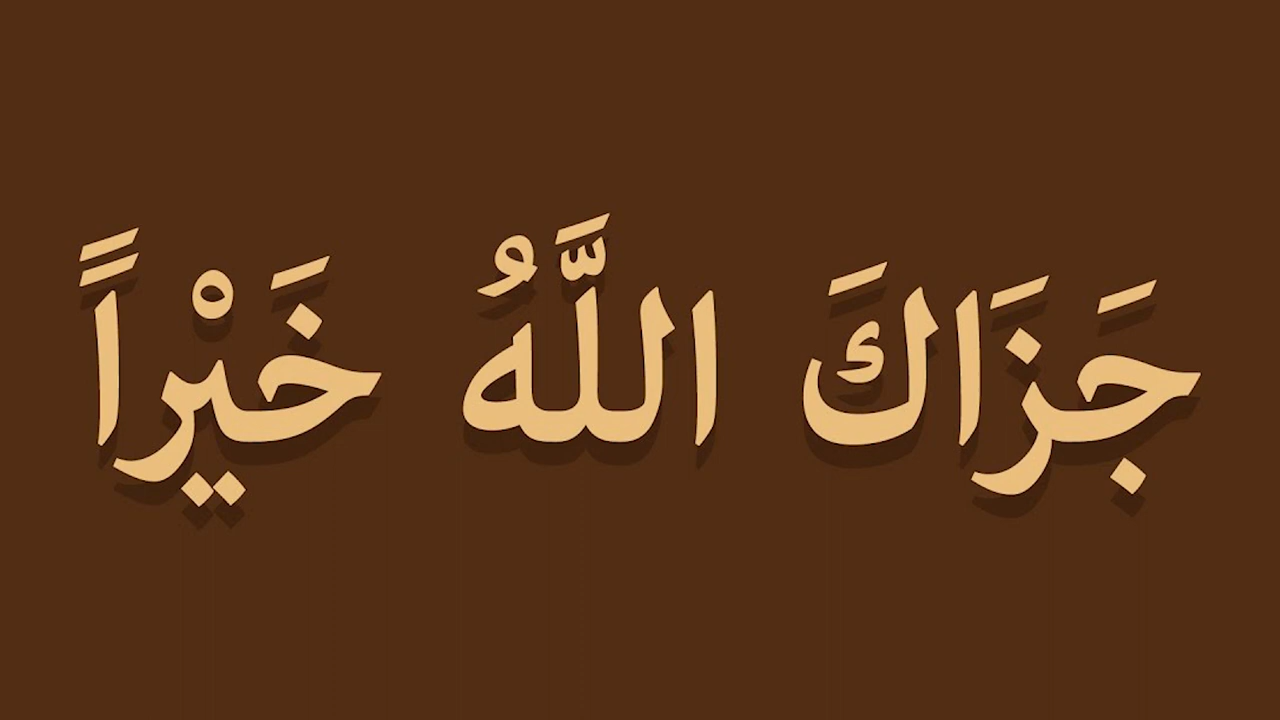 جَزَاكَ اللَّهُ خَيْراً